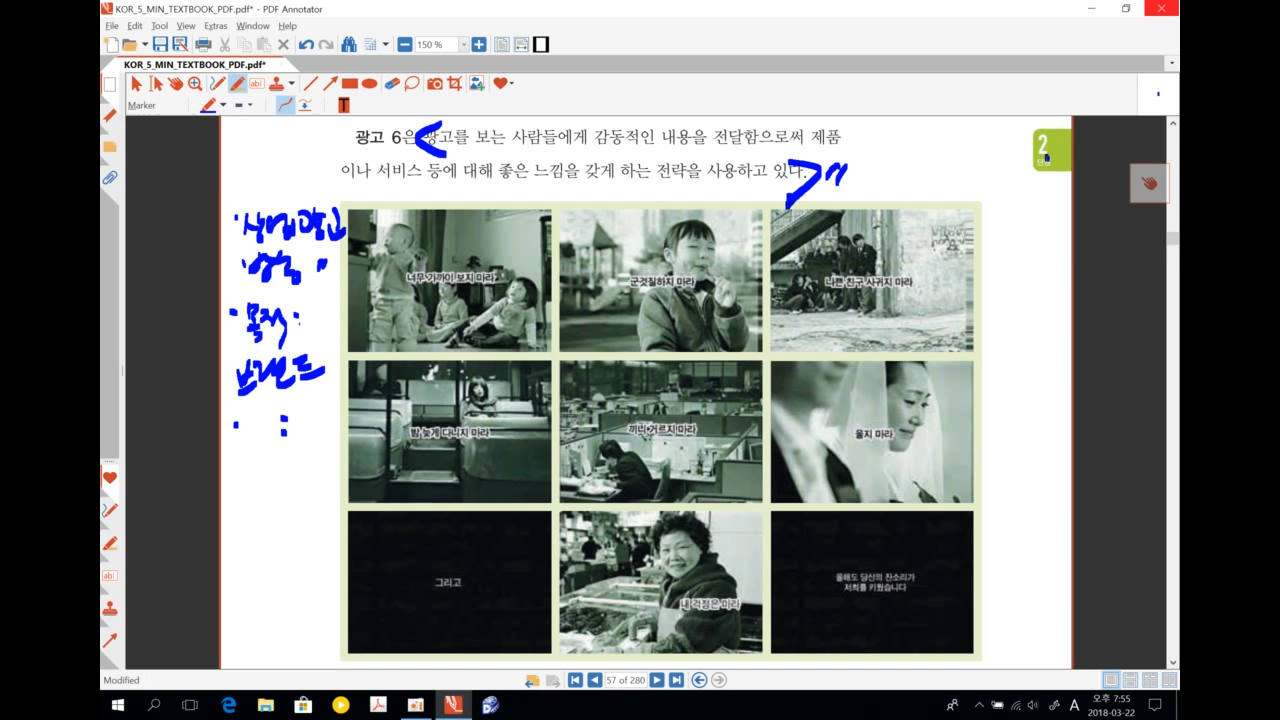 KOR_5_MIN_TEXTBOOK_PDF.pdf* - PDF Annotator
File Edit Tool View Extras Window Help
150 %
KOR_5_MIN_TEXTBOOK_PDF.pdf*
Marker
광고 6은 광고를 보는 사람들에게 감동적인 내용을 전달함으로써 제품
이나 서비스 등에 대해 좋은 느낌을 갖게 하는 전략을 사용하고 있다.
2
상업광고
목적:
브랜드
:
너무 가까이 보지 마라
군것질하지 마라
나쁜 친구 사귀지 마라
밤 늦게 다니지 마라
끼니 거르지 마라
울지 마라
그리고
내 걱정은 마라
올해도 당신의 잔소리가
저희를 키웠습니다
Modified
57 of 280
A
오후 7:55
2018-03-22